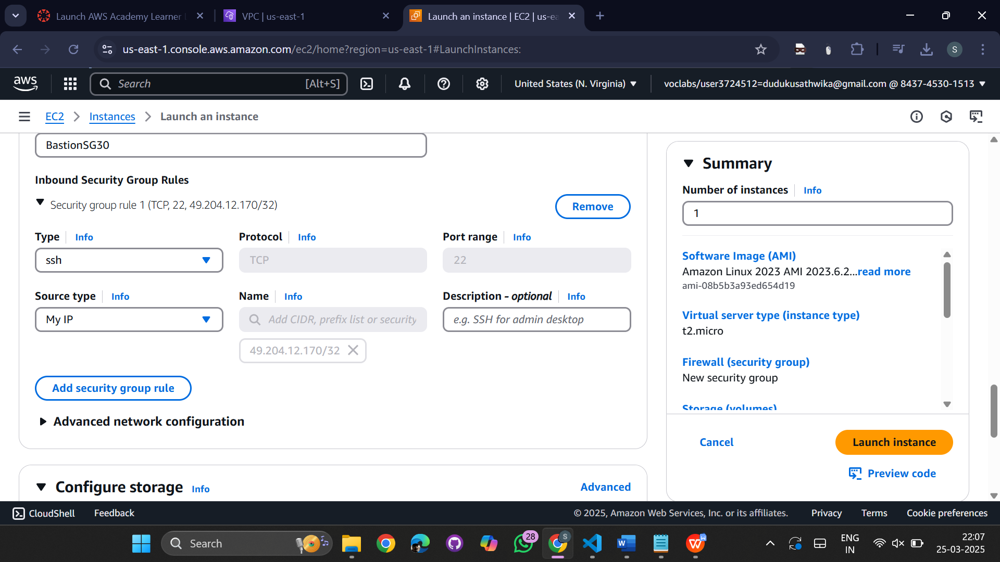 Launch AWS Academy Learner
VPC | us-east-1
Launch an instance | EC2 | us-ea
us-east-1.console.aws.amazon.com/ec2/home?region=us-east-1#LaunchInstances:
S
aws
Search
[Alt+S]
United States (N. Virginia)
voclabs/user3724512=dudukusathwika@gmail.com @ 8437-4530-1513
EC2
Instances
Launch an instance
BastionSG30
Inbound Security Group Rules
Security group rule 1 (TCP, 22, 49.204.12.170/32)
Remove
Type
Info
Protocol
Info
Port range
Info
ssh
TCP
22
Source type
Info
Name
Info
Description - optional
Info
My IP
Add CIDR, prefix list or security
e.g. SSH for admin desktop
49.204.12.170/32
Add security group rule
Advanced network configuration
Configure storage
Info
Advanced
Summary
Number of instances
Info
1
Software Image (AMI)
Amazon Linux 2023 AMI 2023.6.2...read more
ami-08b5b3a93ed654d19
Virtual server type (instance type)
t2.micro
Firewall (security group)
New security group
Storage (volumes)
Cancel
Launch instance
Preview code
CloudShell
Feedback
© 2025, Amazon Web Services, Inc. or its affiliates.
Privacy
Terms
Cookie preferences
Search
28
S
W
W
ENG
IN
22:07
25-03-2025